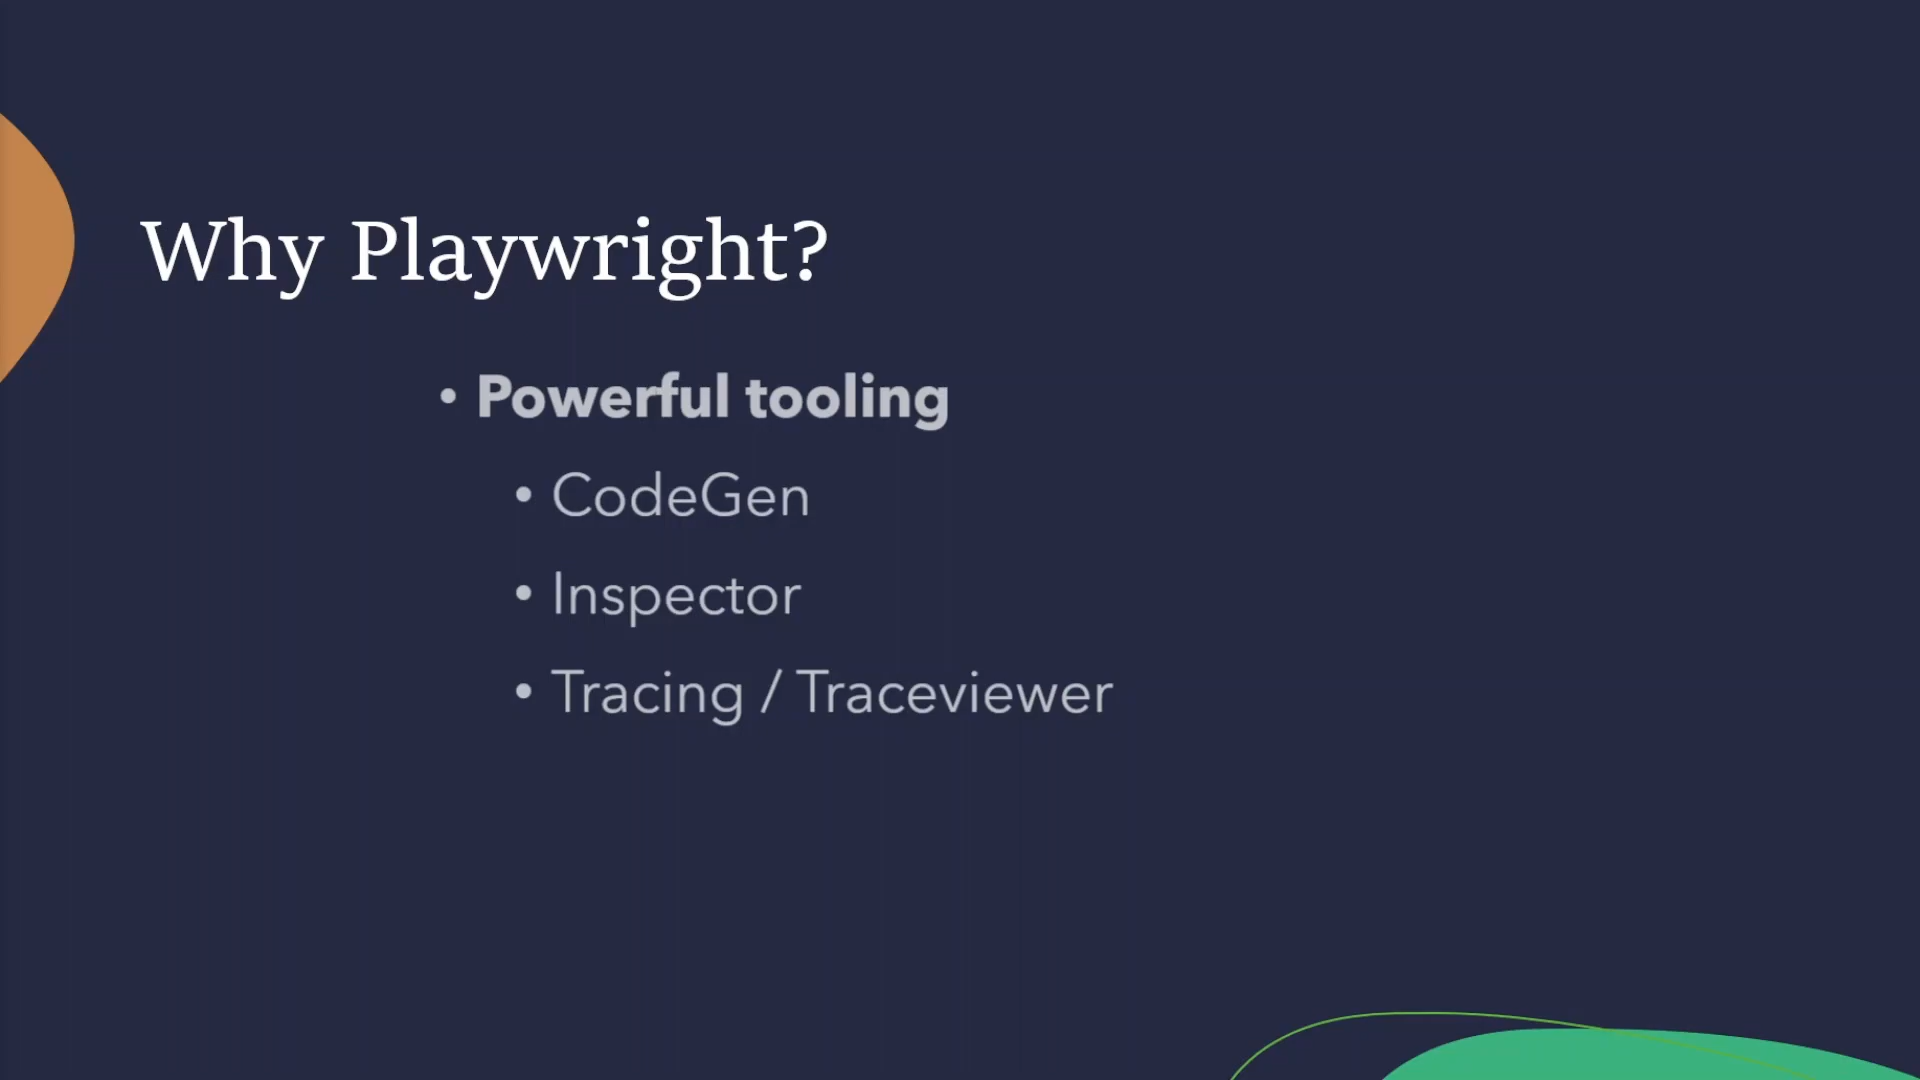 Why Playwright?
• Powerful tooling
• CodeGen
• Inspector
• Tracing / Traceviewer